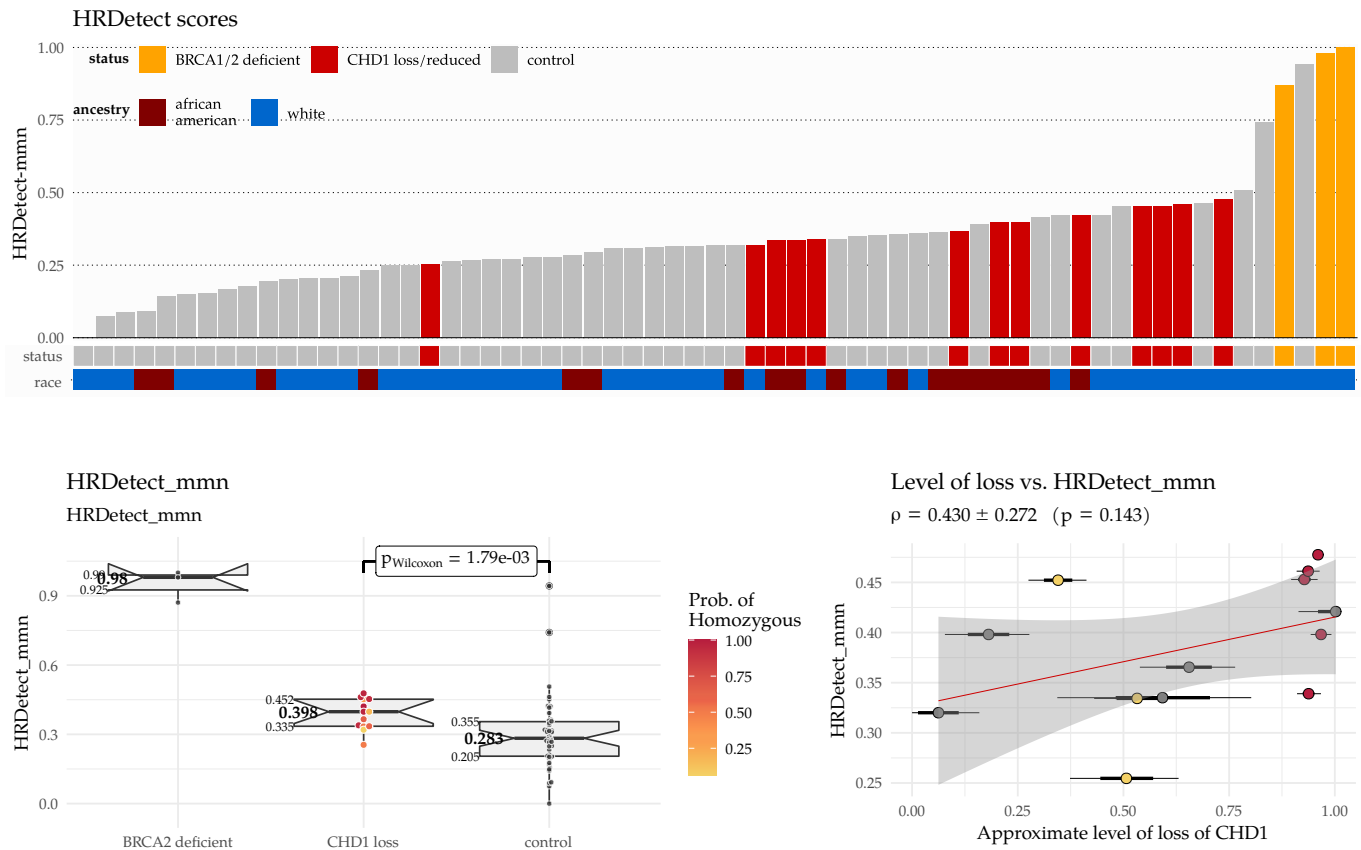 HRDetect scores
HRDetect-mmn
1.00
0.75
0.50
0.25
0.00
status
BRCA1/2 deficient
CHD1 loss/reduced
control
ancestry
african
american
white
status
race
HRDetect_mmn
HRDetect_mmn
HRDetect_mmn
0.9
0.6
0.3
0.0
pWilcoxon = 1.79e-03
0.99
0.98
0.925
0.452
0.398
0.335
0.355
0.283
0.205
BRCA2 deficient
CHD1 loss
control
Prob. of
Homozygous
1.00
0.75
0.50
0.25
Level of loss vs. HRDetect_mmn
ρ = 0.430 ± 0.272 (p = 0.143)
HRDetect_mmn
0.45
0.40
0.35
0.30
0.25
0.00
0.25
0.50
0.75
1.00
Approximate level of loss of CHD1